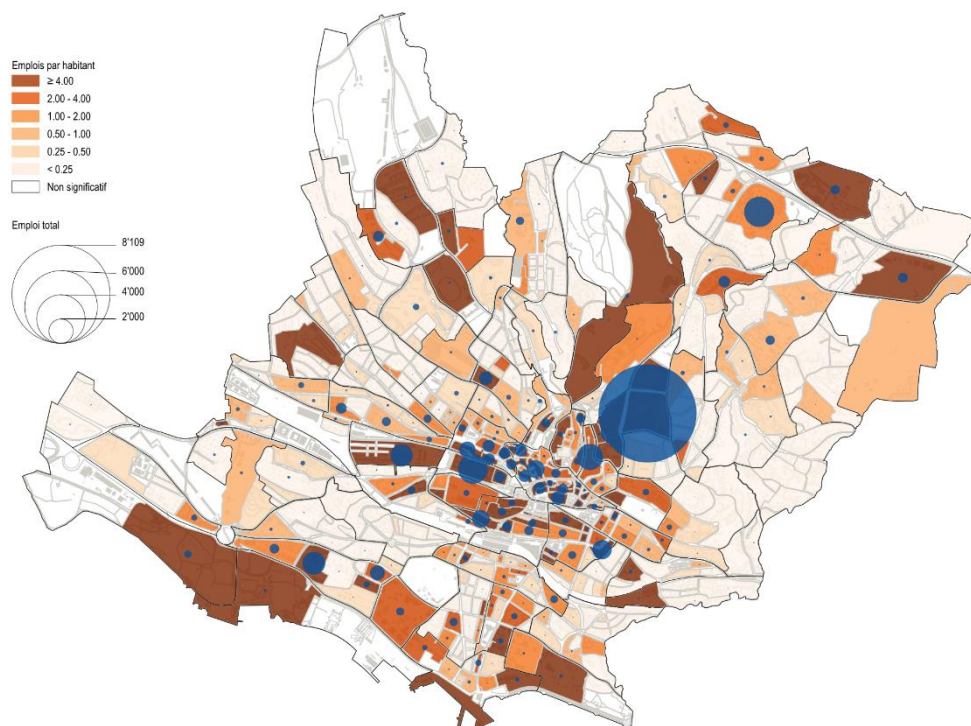 Emplois par habitant
≥ 4.00
2.00 - 4.00
1.00 - 2.00
0.50 - 1.00
0.25 - 0.50
< 0.25
Non significatif
Emploi total
8'109
6'000
4'000
2'000